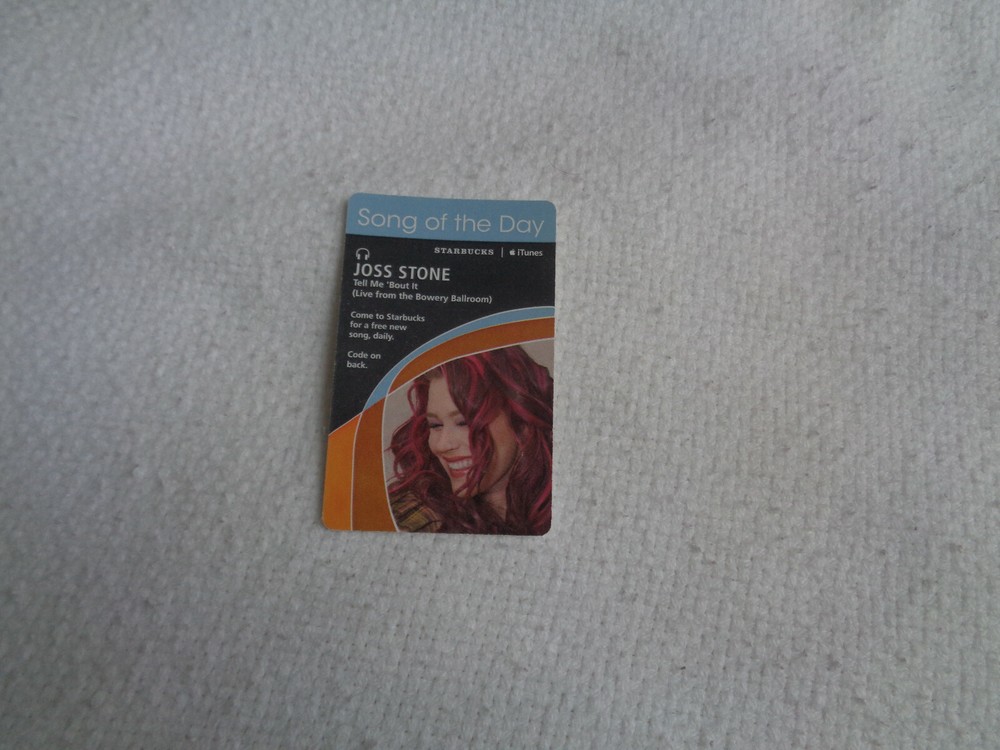 Song of the Day
STARBUCKS | iTunes
JOSS STONE
Tell Me 'Bout It
(Live from the Bowery Ballroom)
Come to Starbucks
for a free new
song, daily.
Code on
back.